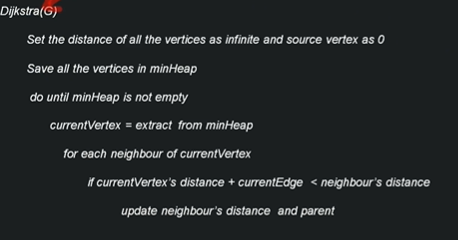 Dijkstra(G)
Set the distance of all the vertices as infinite and source vertex as 0
Save all the vertices in minHeap
do until minHeap is not empty
currentVertex = extract from minHeap
for each neighbour of currentVertex
if currentVertex's distance + currentEdge < neighbour's distance
update neighbour's distance and parent